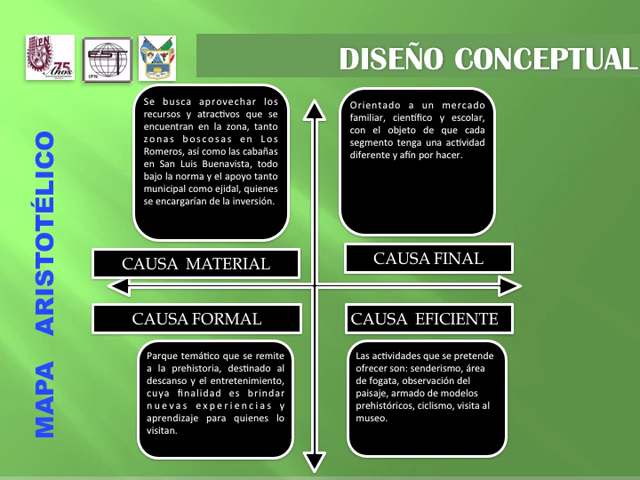 IPN
75
Años
EST
IPN
DISEÑO CONCEPTUAL
MAPA ARISTOTÉLICO
Se busca aprovechar los
recursos y atractivos que se
encuentran en la zona, tanto
zonas boscosas en Los
Romeros, así como las cabañas
en San Luis Buenavista, todo
bajo la norma y el apoyo tanto
municipal como ejidal, quienes
se encargarían de la inversión.
CAUSA MATERIAL
Orientado a un mercado
familiar, científico y escolar,
con el objeto de que cada
segmento tenga una actividad
diferente y afín por hacer.
CAUSA FINAL
CAUSA FORMAL
Parque temático que se remite
a la prehistoria, destinado al
descanso y el entretenimiento,
cuya finalidad es brindar
nuevas experiencias y
aprendizaje para quienes lo
visitan.
CAUSA EFICIENTE
Las actividades que se pretende
ofrecer son: senderismo, área
de fogata, observación del
paisaje, armado de modelos
prehistóricos, ciclismo, visita al
museo.